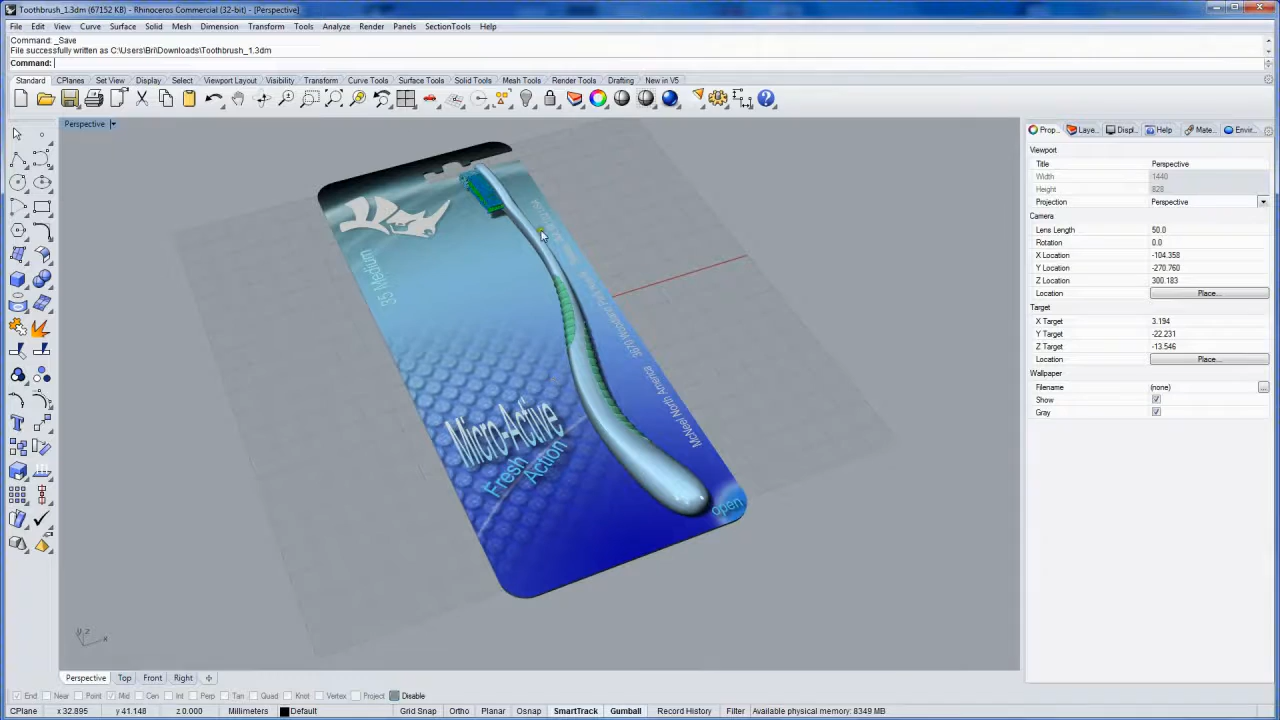 Toothbrush_1.3dm (67152 KB) - Rhinoceros Commercial (32-bit) - [Perspective]
File Edit View Curve Surface Solid Mesh Dimension Transform Tools Analyze Render Panels SectionTools Help
Command: _Save
File successfully written as C:\Users\Bri\Downloads\Toothbrush_1.3dm
Command:
Standard CPlanes Set View Display Select Viewport Layout Visibility Transform Curve Tools Surface Tools Solid Tools Mesh Tools Render Tools Drafting New in V5
Perspective
Prop... Laye... Displ... Help Mate... Envir...
Viewport
Title Perspective
Width 1440
Height 828
Projection Perspective
Camera
Lens Length 50.0
Rotation 0.0
X Location -104.358
Y Location -270.760
Z Location 300.183
Location Place...
Target
X Target 3.194
Y Target -22.231
Z Target -13.546
Location Place...
Wallpaper
Filename (none) ...
Show
Gray
35 Medium
Micro-Active
Fresh
Action
McNeel North America
open
y z
x
Perspective Top Front Right
End Near Point Mid Cen Int Perp Tan Quad Knot Vertex Project Disable
CPlane x 32.895 y 41.148 z 0.000 Millimeters Default Grid Snap Ortho Planar Osnap SmartTrack Gumball Record History Filter Available physical memory: 8349 MB